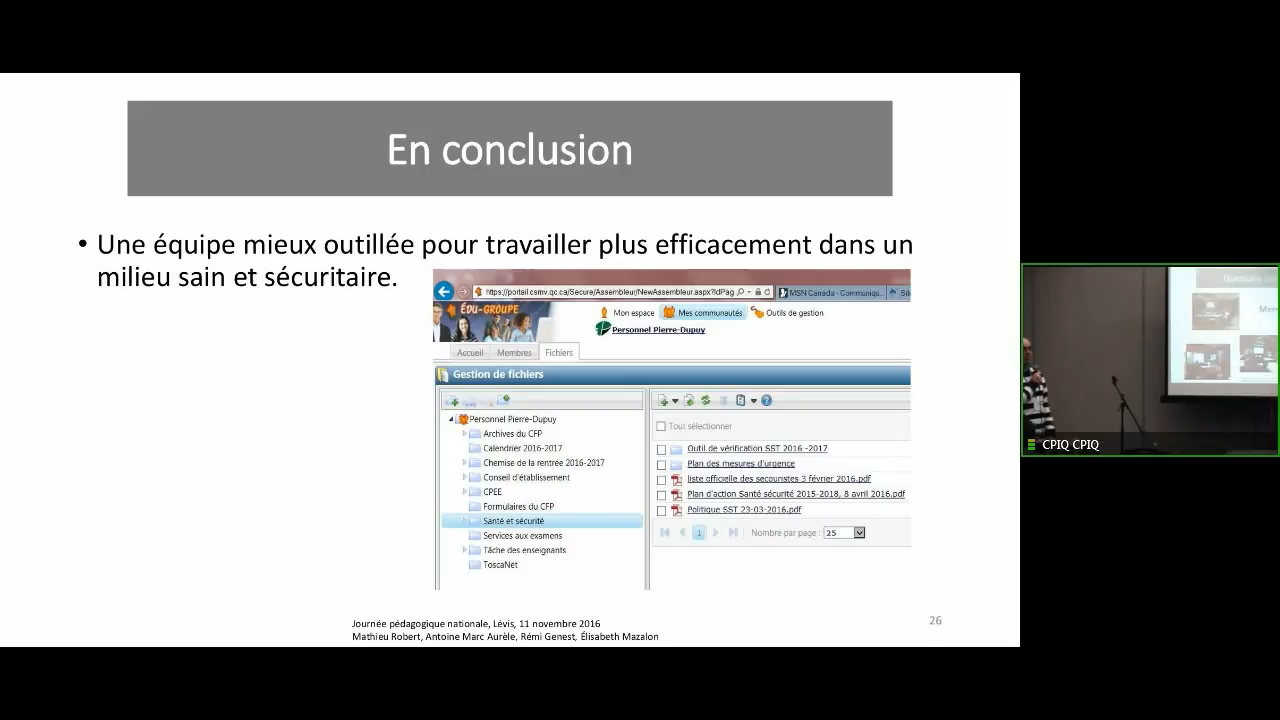 En conclusion
• Une équipe mieux outillée pour travailler plus efficacement dans un
milieu sain et sécuritaire.
https://portail.csmv.qc.ca/Secure/Assembleur/NewAssembleur.aspx?IdPag
MSN Canada - Communiqu...
ÉDU-GROUPE
Mon espace
Mes communautés
Outils de gestion
Personnel Pierre-Dupuy
Accueil
Membres
Fichiers
Gestion de fichiers
Personnel Pierre-Dupuy
Archives du CFP
Calendrier 2016-2017
Chemise de la rentrée 2016-2017
Conseil d'établissement
CPEE
Formulaires du CFP
Santé et sécurité
Services aux examens
Tâche des enseignants
ToscaNet
Tout sélectionner
Outil de vérification SST 2016 -2017
Plan des mesures d'urgence
liste officielle des secouristes 3 février 2016.pdf
Plan d'action Santé sécurité 2015-2018, 8 avril 2016.pdf
Politique SST 23-03-2016.pdf
1
Nombre par page : 25
Journée pédagogique nationale, Lévis, 11 novembre 2016
Mathieu Robert, Antoine Marc Aurèle, Rémi Genest, Élisabeth Mazalon
26
CPIQ CPIQ